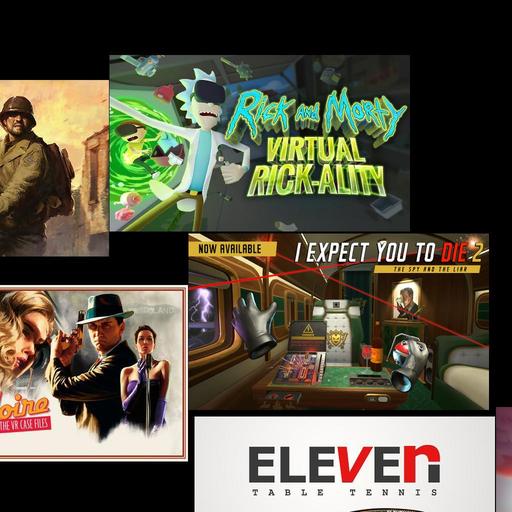 RICK AND MORTY
VIRTUAL
RICK-ALITY
NOW AVAILABLE
I EXPECT YOU TO DIE 2
THE SPY AND THE LIAR
oire
THE VR CASE FILES
ELEVEN
TABLE TENNIS